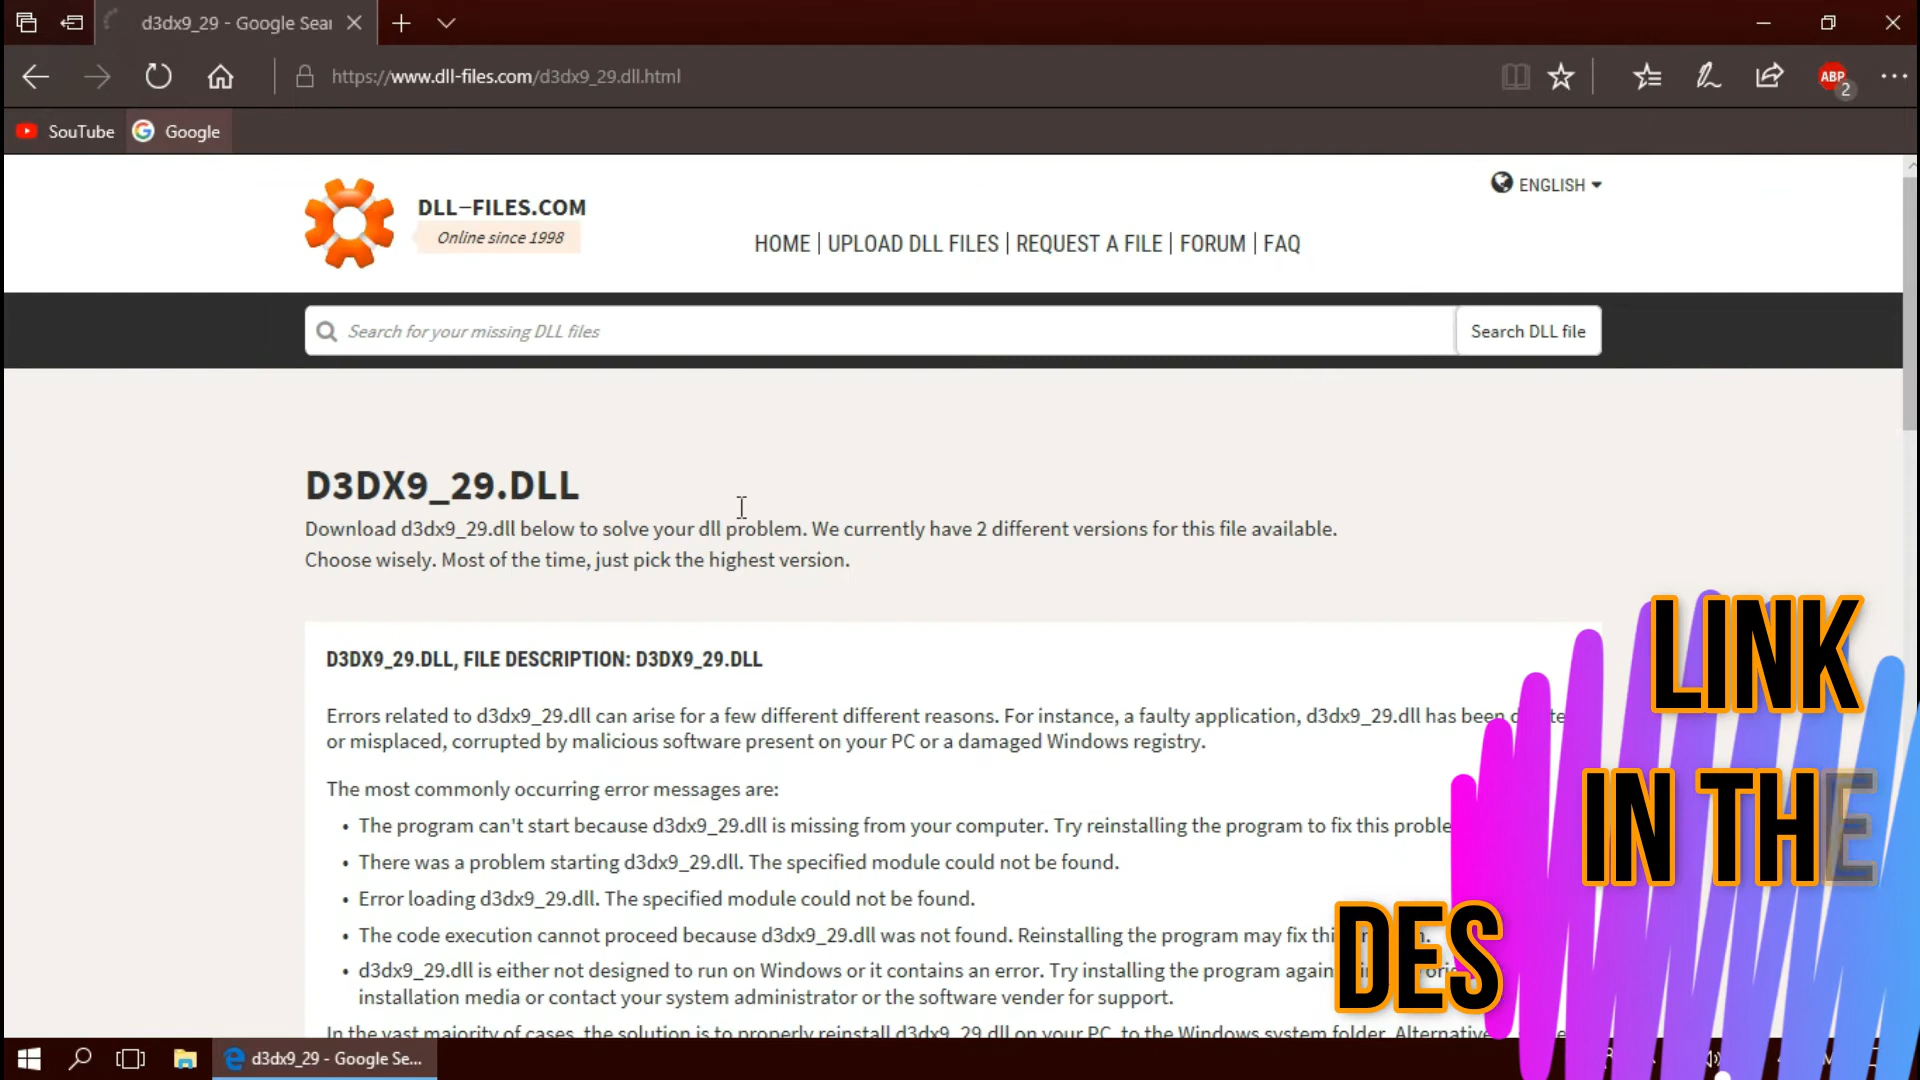 d3dx9_29 - Google Sear
https://www.dll-files.com/d3dx9_29.dll.html
ABP
2
SouTube
Google
ENGLISH
DLL-FILES.COM
Online since 1998
HOME | UPLOAD DLL FILES | REQUEST A FILE | FORUM | FAQ
Search for your missing DLL files
Search DLL file
D3DX9_29.DLL
Download d3dx9_29.dll below to solve your dll problem. We currently have 2 different versions for this file available.
Choose wisely. Most of the time, just pick the highest version.
D3DX9_29.DLL, FILE DESCRIPTION: D3DX9_29.DLL
Errors related to d3dx9_29.dll can arise for a few different different reasons. For instance, a faulty application, d3dx9_29.dll has been
or misplaced, corrupted by malicious software present on your PC or a damaged Windows registry.
The most commonly occurring error messages are:
• The program can't start because d3dx9_29.dll is missing from your computer. Try reinstalling the program to fix this proble
• There was a problem starting d3dx9_29.dll. The specified module could not be found.
• Error loading d3dx9_29.dll. The specified module could not be found.
• The code execution cannot proceed because d3dx9_29.dll was not found. Reinstalling the program may fix
• d3dx9_29.dll is either not designed to run on Windows or it contains an error. Try installing the program again
installation media or contact your system administrator or the software vender for support.
In the vast majority of cases, the solution is to properly reinstall d3dx9_29.dll on your PC, to the Windows system folder.
LINK
IN THE
DES
d3dx9_29 - Google Se...